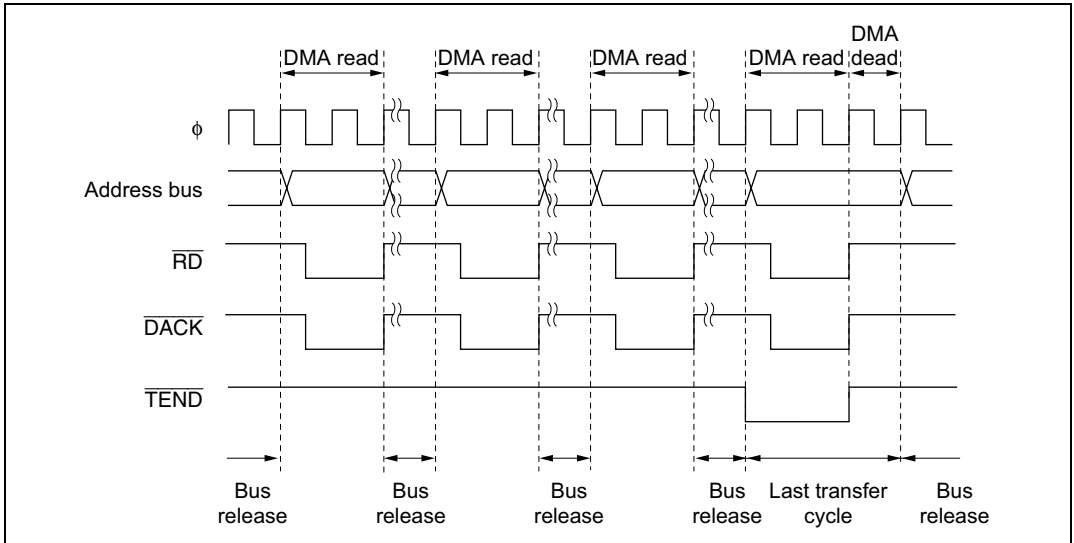 DMA
DMA read DMA read DMA read DMA read dead
ϕ
Address bus
RD
DACK
TEND
Bus release
Bus release
Bus release
Bus release
Last transfer cycle
Bus release